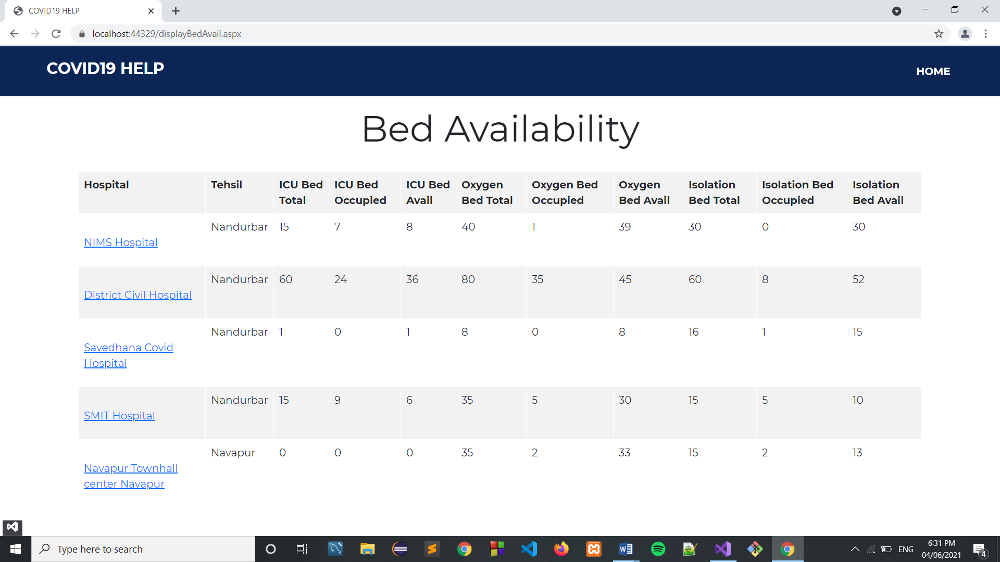 COVID19 HELP
localhost:44329/displayBedAvail.aspx
COVID19 HELP
HOME
Bed Availability
Hospital Tehsil ICU Bed Total ICU Bed Occupied ICU Bed Avail Oxygen Bed Total Oxygen Bed Occupied Oxygen Bed Avail Isolation Bed Total Isolation Bed Occupied Isolation Bed Avail
NIMS Hospital Nandurbar 15 7 8 40 1 39 30 0 30
District Civil Hospital Nandurbar 60 24 36 80 35 45 60 8 52
Savedhana Covid Hospital Nandurbar 1 0 1 8 0 8 16 1 15
SMIT Hospital Nandurbar 15 9 6 35 5 30 15 5 10
Navapur Townhall center Navapur Navapur 0 0 0 35 2 33 15 2 13
Type here to search
ENG
6:31 PM
04/06/2021
4